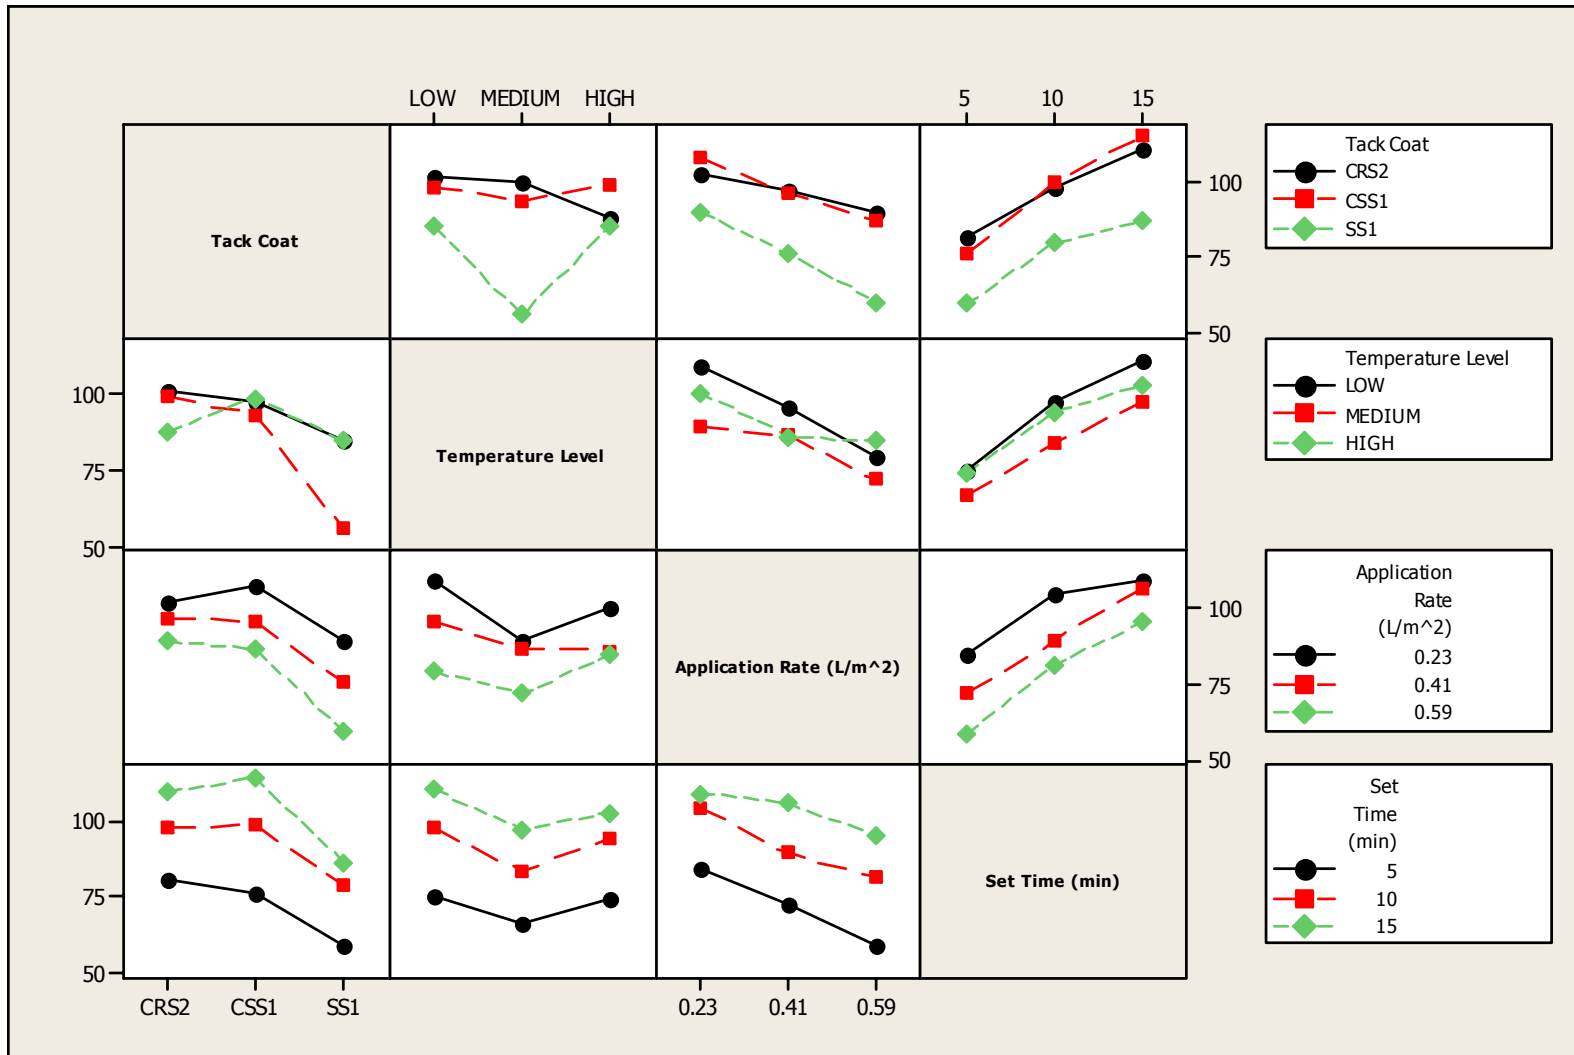 LOW MEDIUM HIGH 5 10 15
Tack Coat
CRS2
CSS1
SS1
100
75
50
Tack Coat
Temperature Level
LOW
MEDIUM
HIGH
100
75
50
Temperature Level
Application
Rate
(L/m^2)
0.23
0.41
0.59
100
75
50
Application Rate (L/m^2)
Set
Time
(min)
5
10
15
100
75
50
Set Time (min)
CRS2 CSS1 SS1 0.23 0.41 0.59